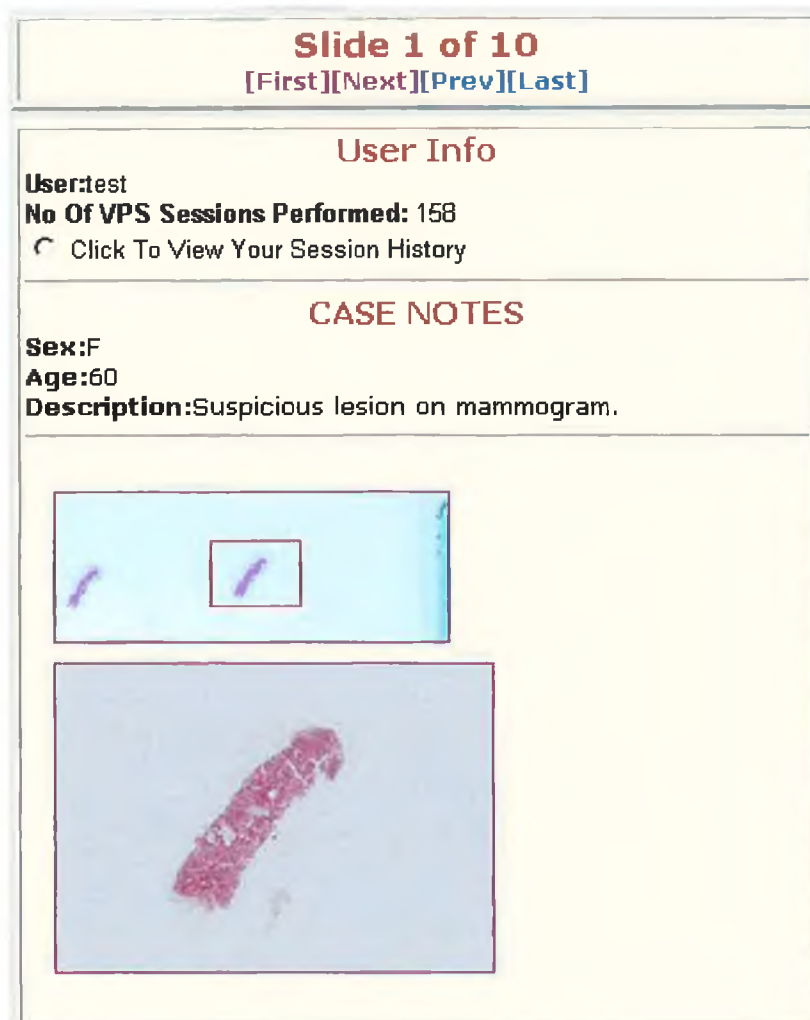 Slide 1 of 10
[First][Next][Prev][Last]
User Info
User:test
No Of VPS Sessions Performed: 158
Click To View Your Session History
CASE NOTES
Sex:F
Age:60
Description:Suspicious lesion on mammogram.